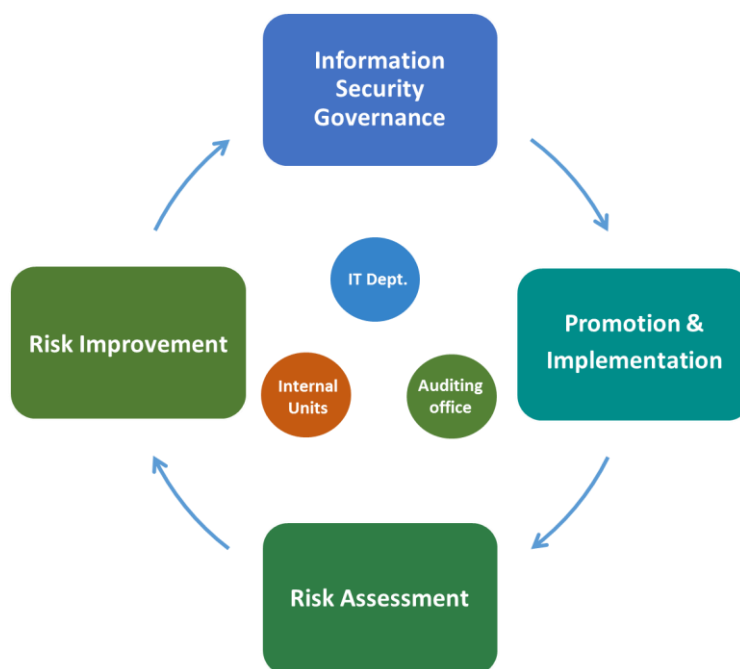 Information
Security
Governance
IT Dept.
Promotion &
Implementation
Risk Improvement
Internal
Units
Auditing
office
Risk Assessment